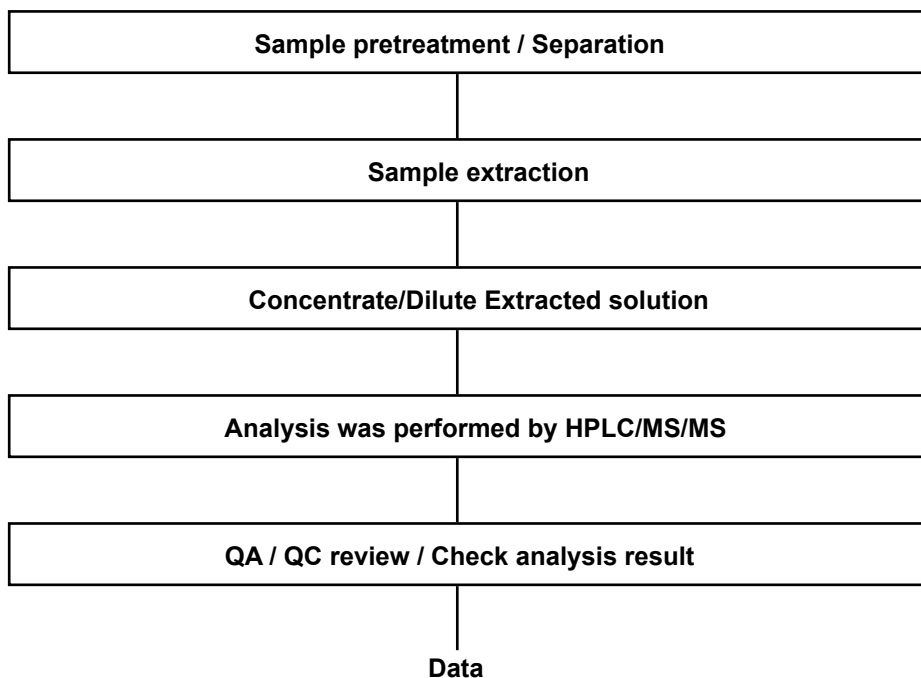 Sample pretreatment / Separation
Sample extraction
Concentrate/Dilute Extracted solution
Analysis was performed by HPLC/MS/MS
QA / QC review / Check analysis result
Data